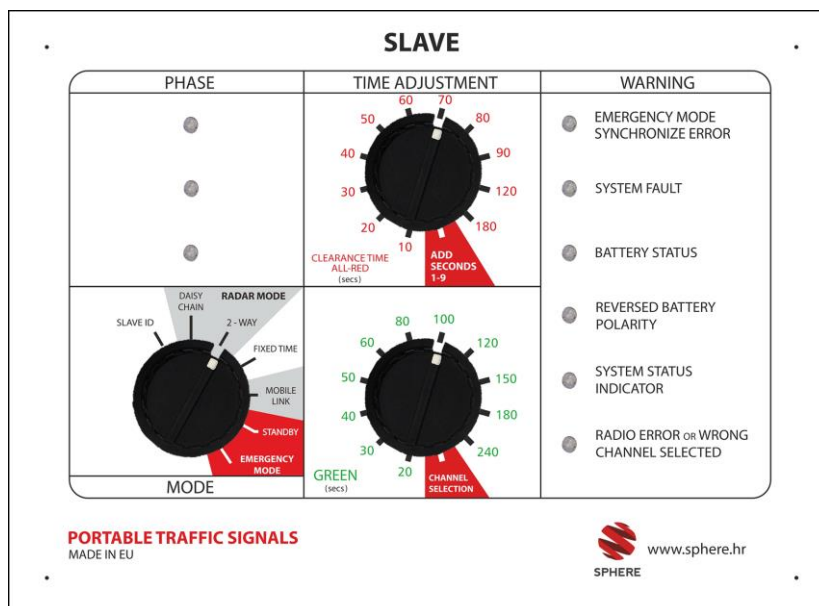 SLAVE
PHASE
TIME ADJUSTMENT
WARNING
60
70
50
80
40
90
30
120
20
180
10
CLEARANCE TIME
ALL-RED
(secs)
ADD
SECONDS
1-9
EMERGENCY MODE
SYNCHRONIZE ERROR
SYSTEM FAULT
BATTERY STATUS
REVERSED BATTERY
POLARITY
SYSTEM STATUS
INDICATOR
RADIO ERROR OR WRONG
CHANNEL SELECTED
DAISY
CHAIN
RADAR MODE
SLAVE ID
2 - WAY
FIXED TIME
MOBILE
LINK
STANDBY
EMERGENCY
MODE
MODE
80
100
60
120
50
150
40
180
30
240
20
GREEN
(secs)
CHANNEL
SELECTION
PORTABLE TRAFFIC SIGNALS
MADE IN EU
SPHERE
www.sphere.hr